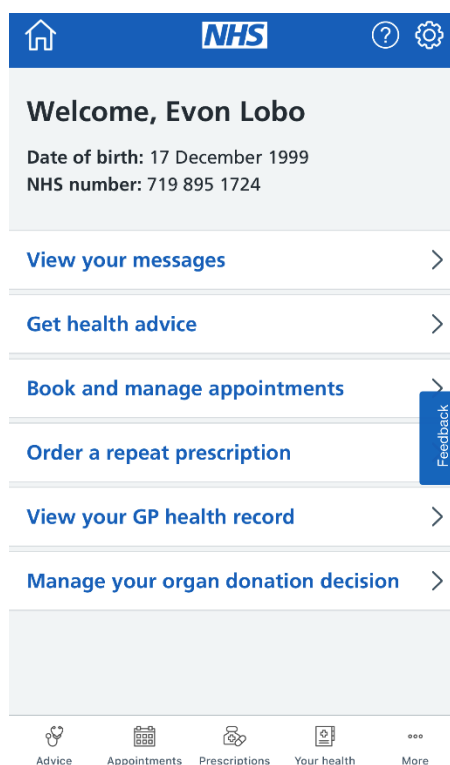 NHS
Welcome, Evon Lobo
Date of birth: 17 December 1999
NHS number: 719 895 1724
View your messages
Get health advice
Book and manage appointments
Feedback
Order a repeat prescription
View your GP health record
Manage your organ donation decision
Advice Appointments Prescriptions Your health More